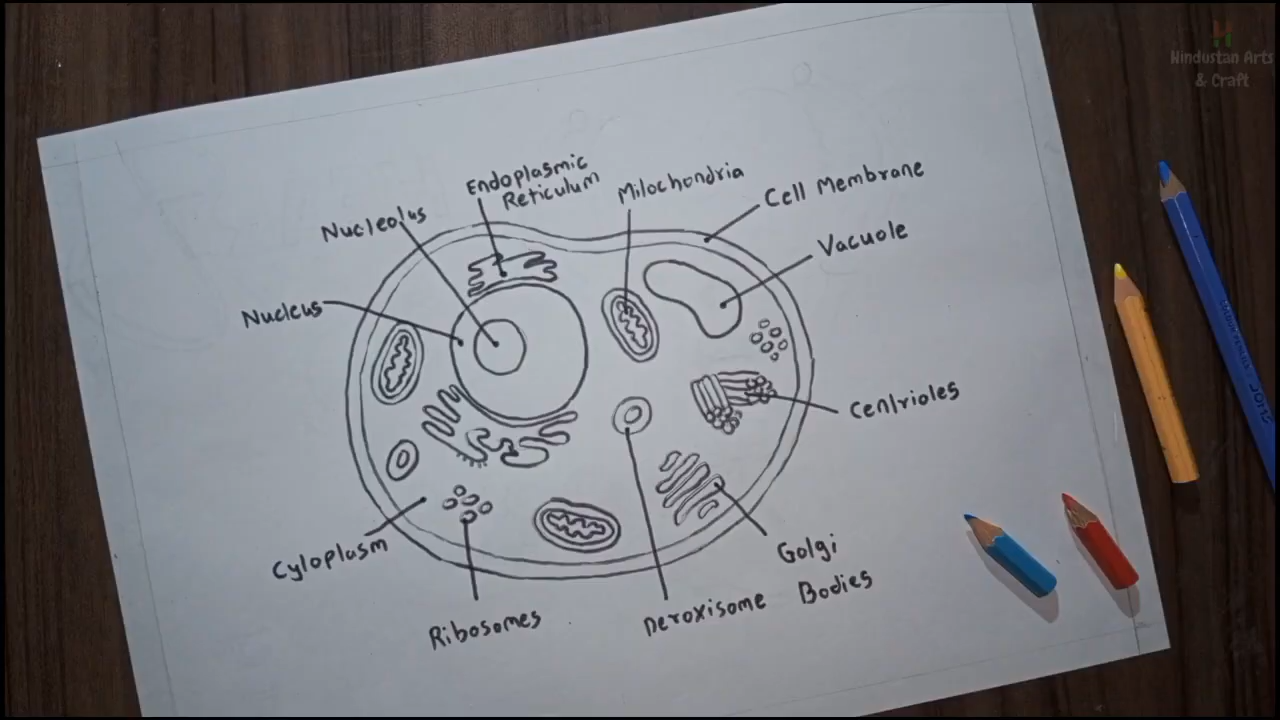 Hindustan Arts
& Craft
Endoplasmic
Reticulum
Milochondria
Cell Membrane
Nucleolus
Vacuole
Nucleus
Cenlrioles
Cyloplasm
Golgi
Bodies
Ribosomes
Peroxisome